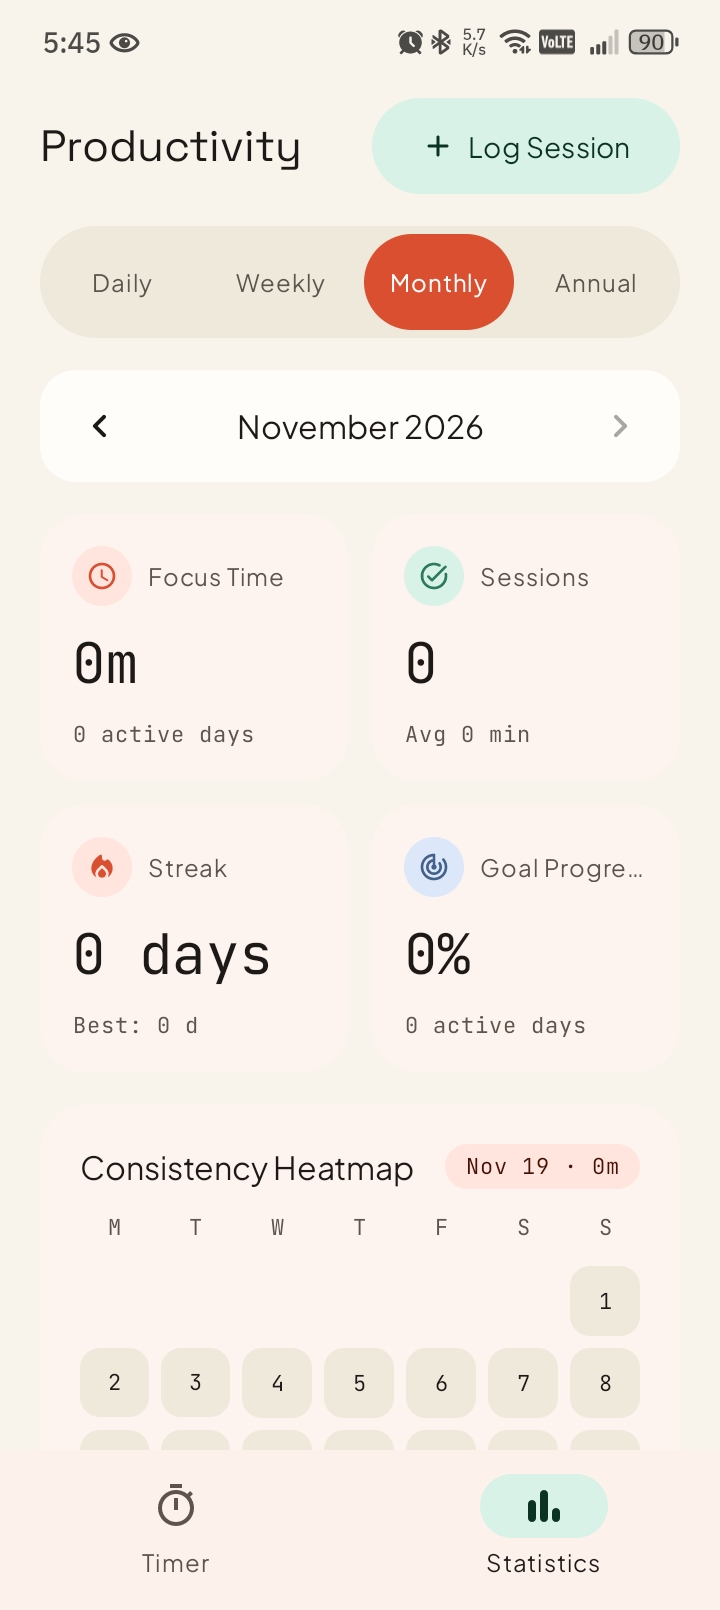 5:45
5.7 K/s
VoLTE
90
Productivity
+ Log Session
Daily Weekly Monthly Annual
November 2026
Focus Time
0m
0 active days
Sessions
0
Avg 0 min
Streak
0 days
Best: 0 d
Goal Progre...
0%
0 active days
Consistency Heatmap
Nov 19 · 0m
M T W T F S S
1
2 3 4 5 6 7 8
Timer
Statistics